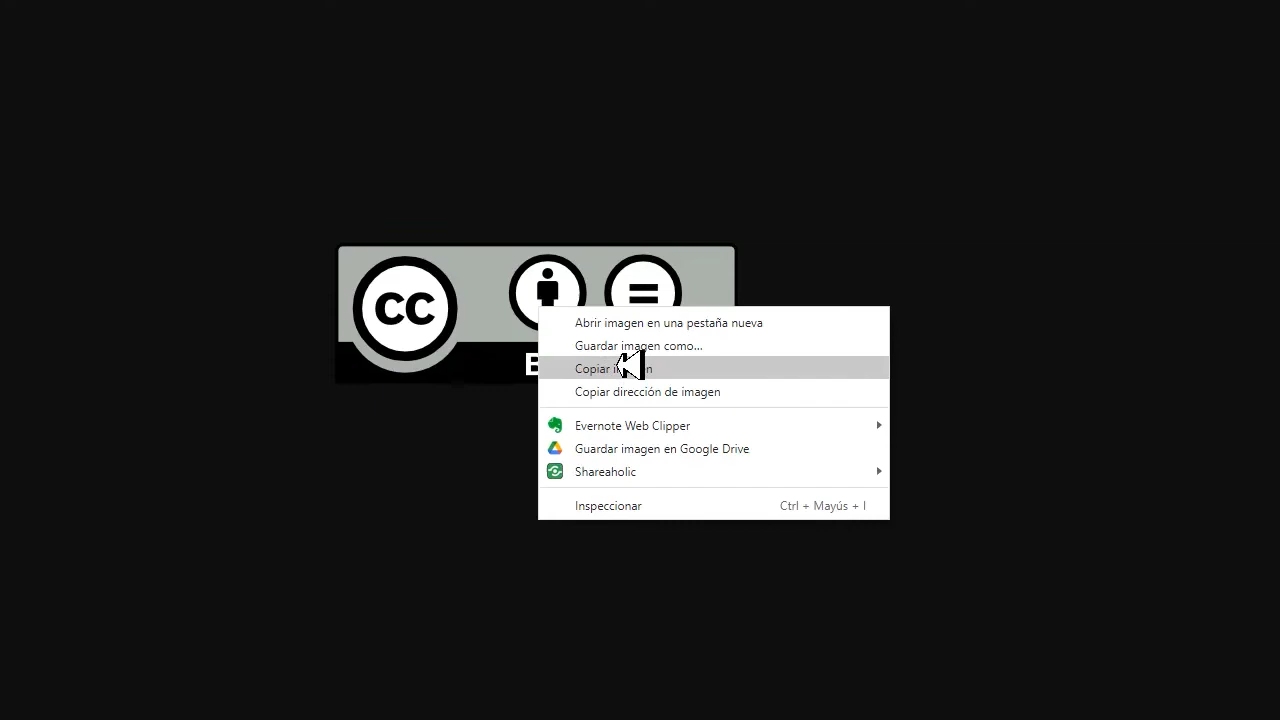 CC
Abrir imagen en una pestaña nueva
Guardar imagen como...
Copiar imagen
Copiar dirección de imagen
Evernote Web Clipper
Guardar imagen en Google Drive
Shareaholic
Inspeccionar Ctrl + Mayús + I